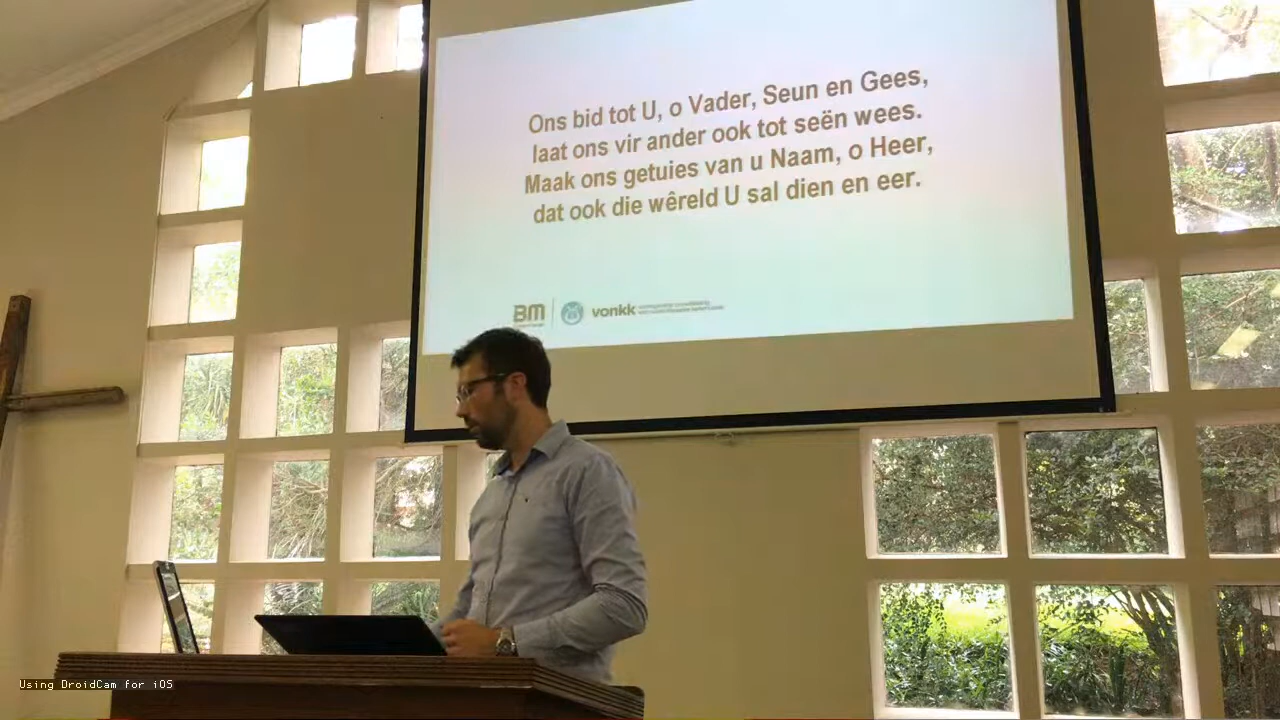 Ons bid tot U, o Vader, Seun en Gees,
laat ons vir ander ook tot seën wees.
Maak ons getuies van u Naam, o Heer,
dat ook die wêreld U sal dien en eer.
BM vonkk
Using DroidCam for iOS